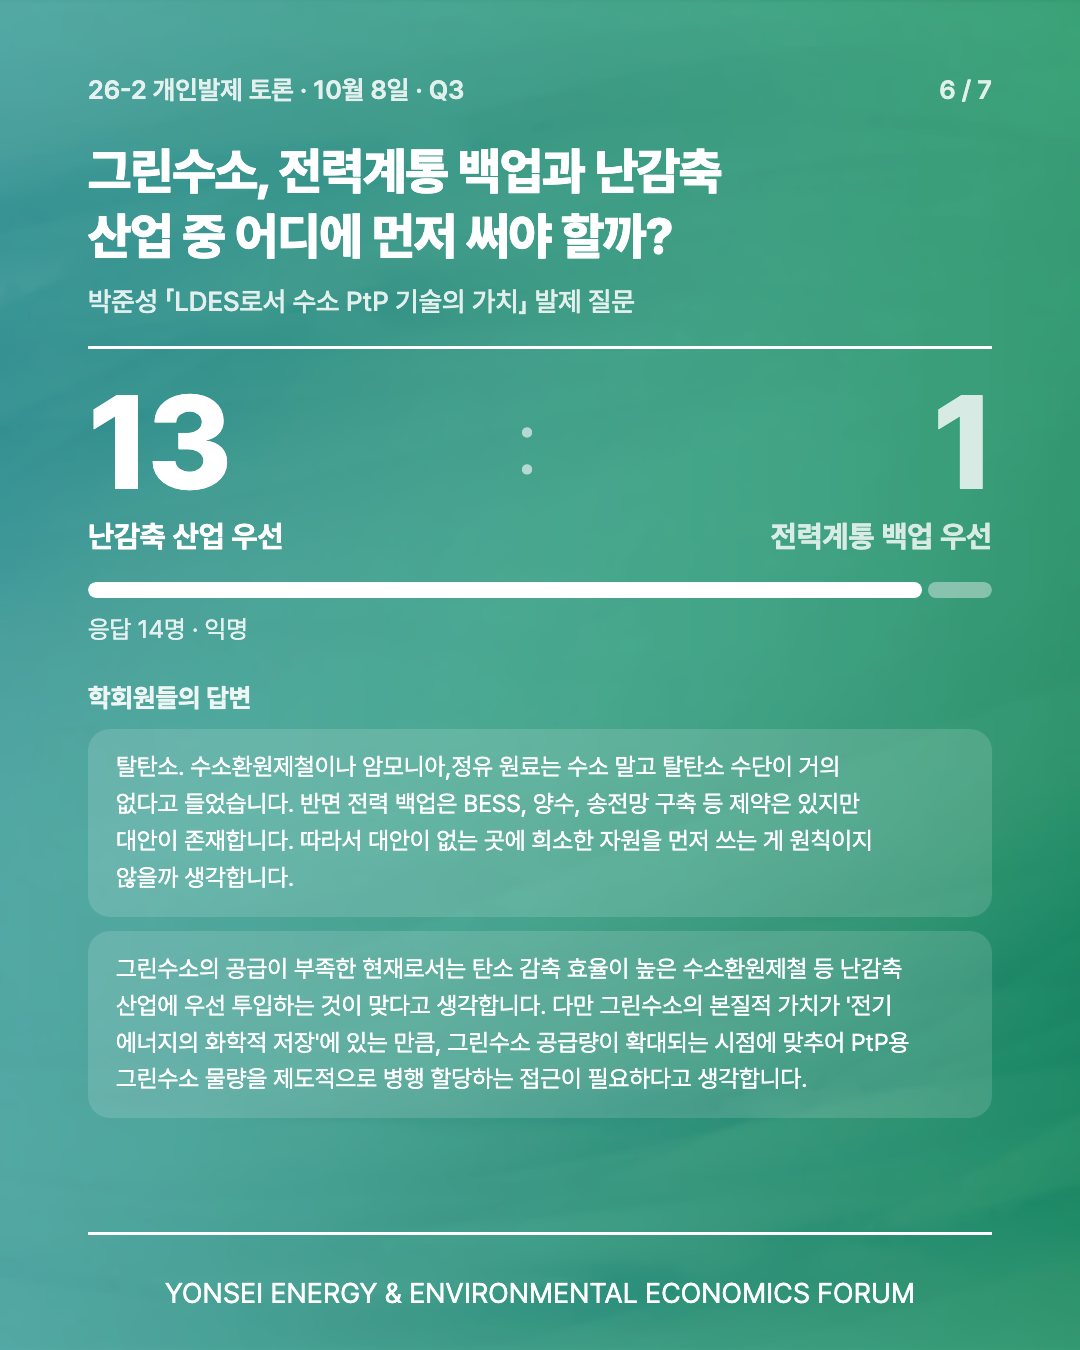 26-2 개인발제 토론 · 10월 8일 · Q3
6 / 7
그린수소, 전력계통 백업과 난감축
산업 중 어디에 먼저 써야 할까?
박준성 「LDES로서 수소 PtP 기술의 가치」 발제 질문
13 : 1
난감축 산업 우선
전력계통 백업 우선
응답 14명 · 익명
학회원들의 답변
탈탄소. 수소환원제철이나 암모니아,정유 원료는 수소 말고 탈탄소 수단이 거의
없다고 들었습니다. 반면 전력 백업은 BESS, 양수, 송전망 구축 등 제약은 있지만
대안이 존재합니다. 따라서 대안이 없는 곳에 희소한 자원을 먼저 쓰는 게 원칙이지
않을까 생각합니다.
그린수소의 공급이 부족한 현재로서는 탄소 감축 효율이 높은 수소환원제철 등 난감축
산업에 우선 투입하는 것이 맞다고 생각합니다. 다만 그린수소의 본질적 가치가 '전기
에너지의 화학적 저장'에 있는 만큼, 그린수소 공급량이 확대되는 시점에 맞추어 PtP용
그린수소 물량을 제도적으로 병행 할당하는 접근이 필요하다고 생각합니다.
YONSEI ENERGY & ENVIRONMENTAL ECONOMICS FORUM